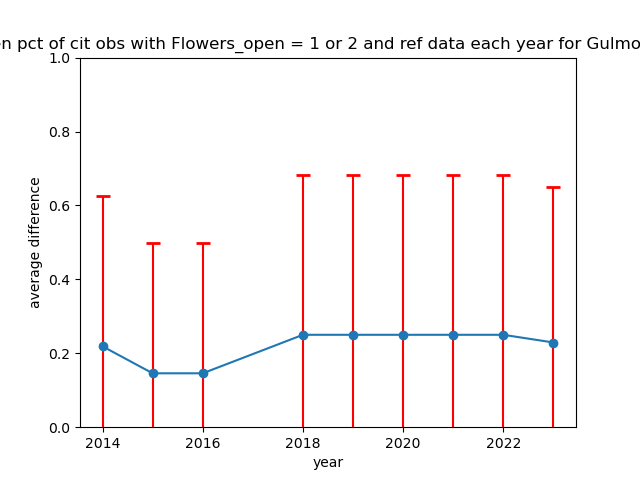 pct of cit obs with Flowers_open = 1 or 2 and ref data each year for
1.0
0.8
0.6
0.4
0.2
0.0
average difference
2014 2016 2018 2020 2022
year